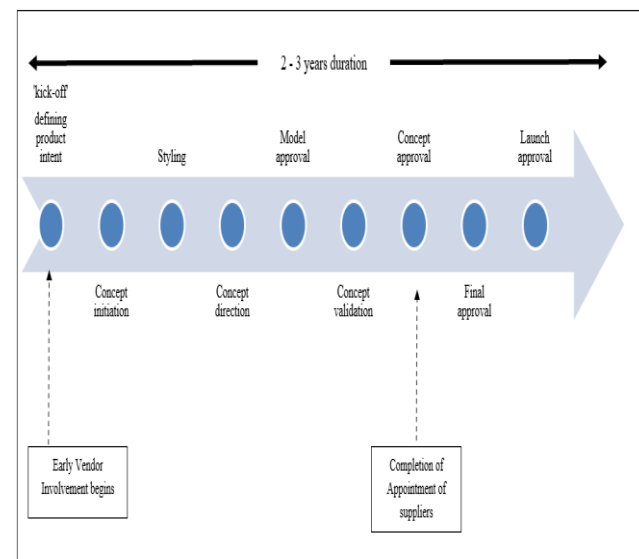 2 - 3 years duration
'kick-off'
defining
product
intent
Styling
Model
approval
Concept
approval
Launch
approval
Concept
initiation
Concept
direction
Concept
validation
Final
approval
Early Vendor
Involvement begins
Completion of
Appointment of
suppliers